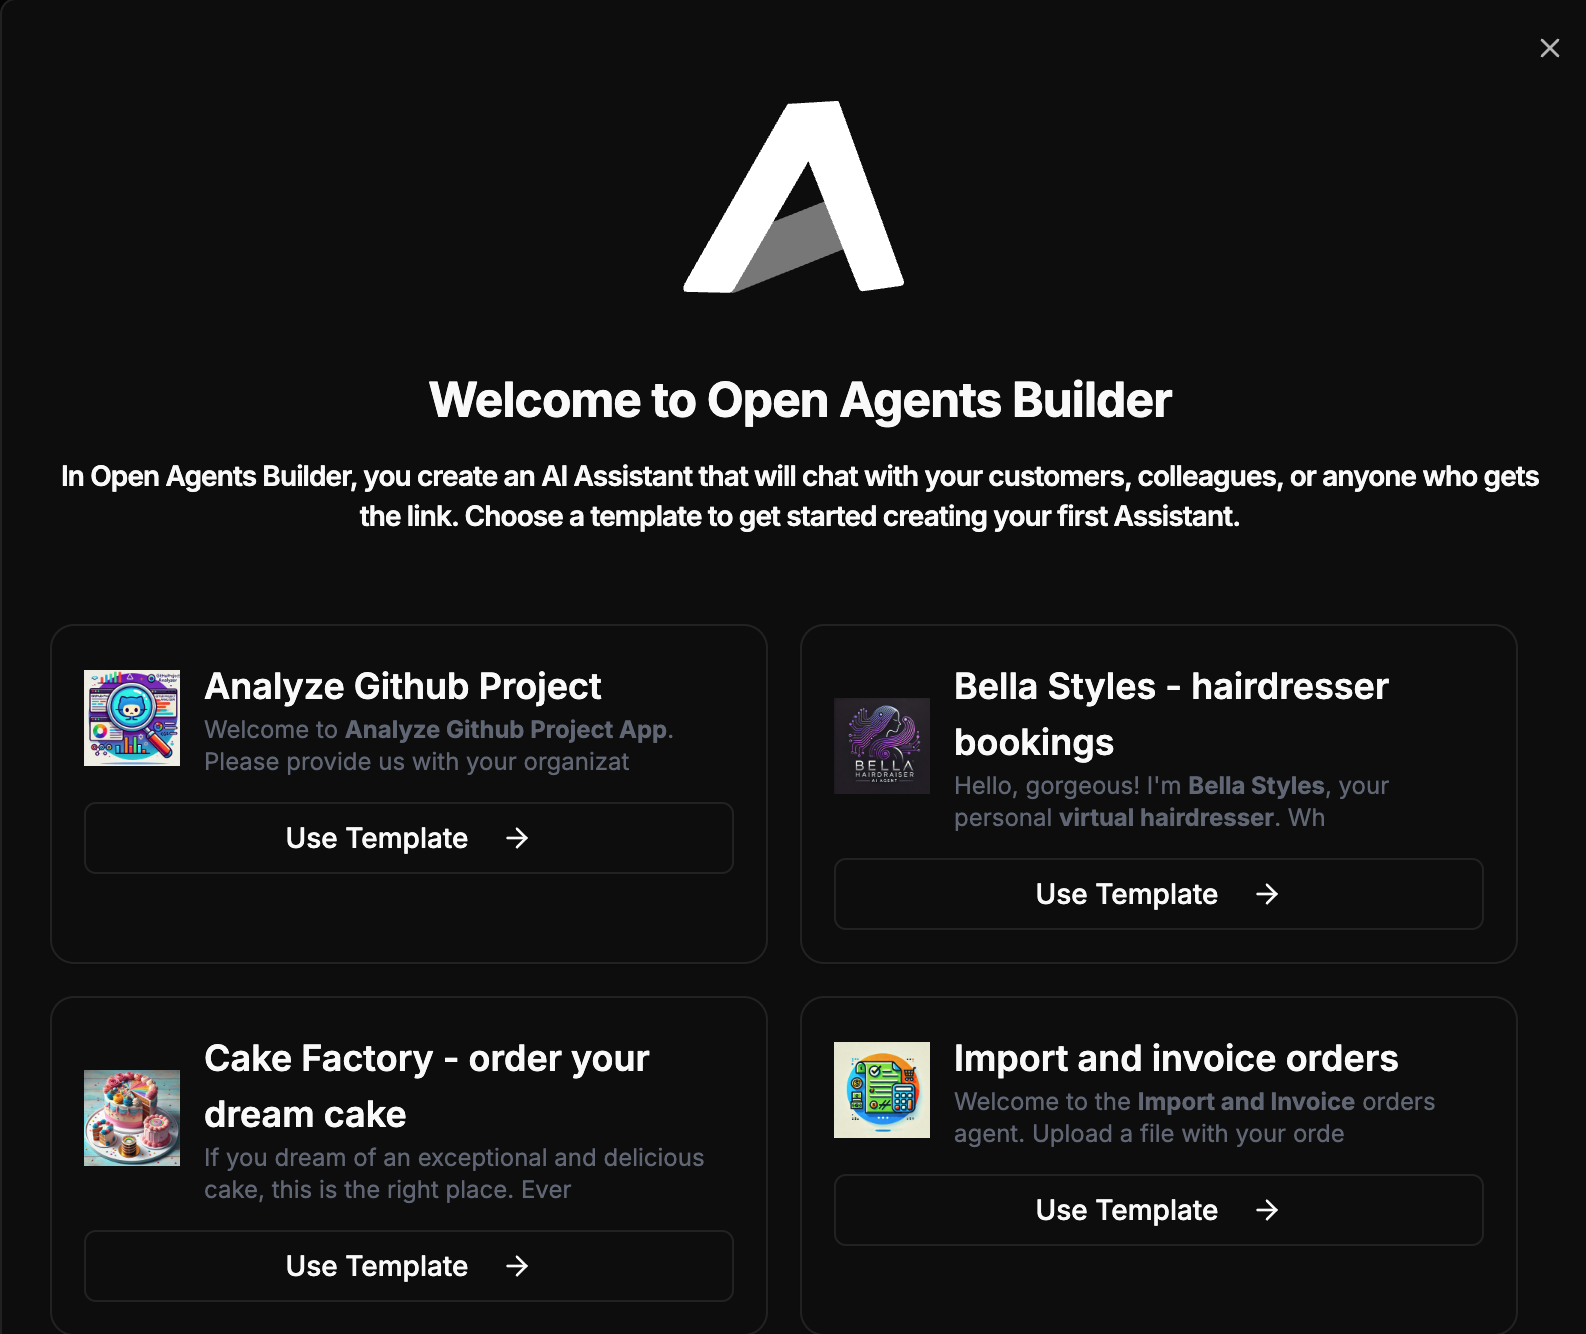 Welcome to Open Agents Builder
In Open Agents Builder, you create an AI Assistant that will chat with your customers, colleagues, or anyone who gets
the link. Choose a template to get started creating your first Assistant.
Analyze Github Project
Welcome to Analyze Github Project App.
Please provide us with your organizat
Use Template
Bella Styles - hairdresser
bookings
BELLA
HAIRDRAISER
AI AGENT
Hello, gorgeous! I'm Bella Styles, your
personal virtual hairdresser. Wh
Use Template
Cake Factory - order your
dream cake
If you dream of an exceptional and delicious
cake, this is the right place. Ever
Use Template
Import and invoice orders
Welcome to the Import and Invoice orders
agent. Upload a file with your orde
Use Template